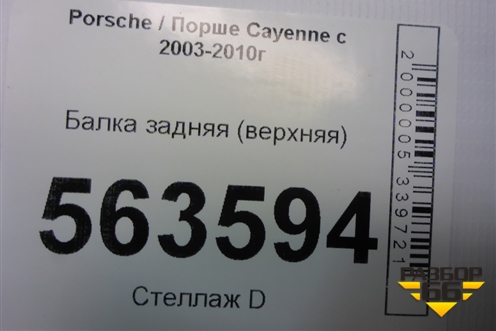 Porsche / Порше Cayenne с
2003-2010г
Балка задняя (верхняя)
563594
Стеллаж D
2000005339721
РАЗБОР
66